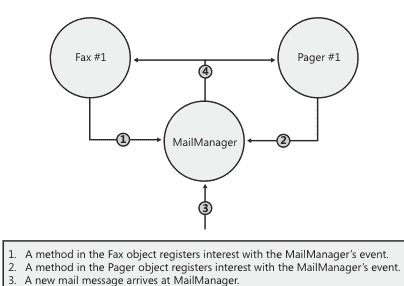 Fax #1
Pager #1
4
1
MailManager
2
3
1. A method in the Fax object registers interest with the MailManager's event.
2. A method in the Pager object registers interest with the MailManager's event.
3. A new mail message arrives at MailManager.